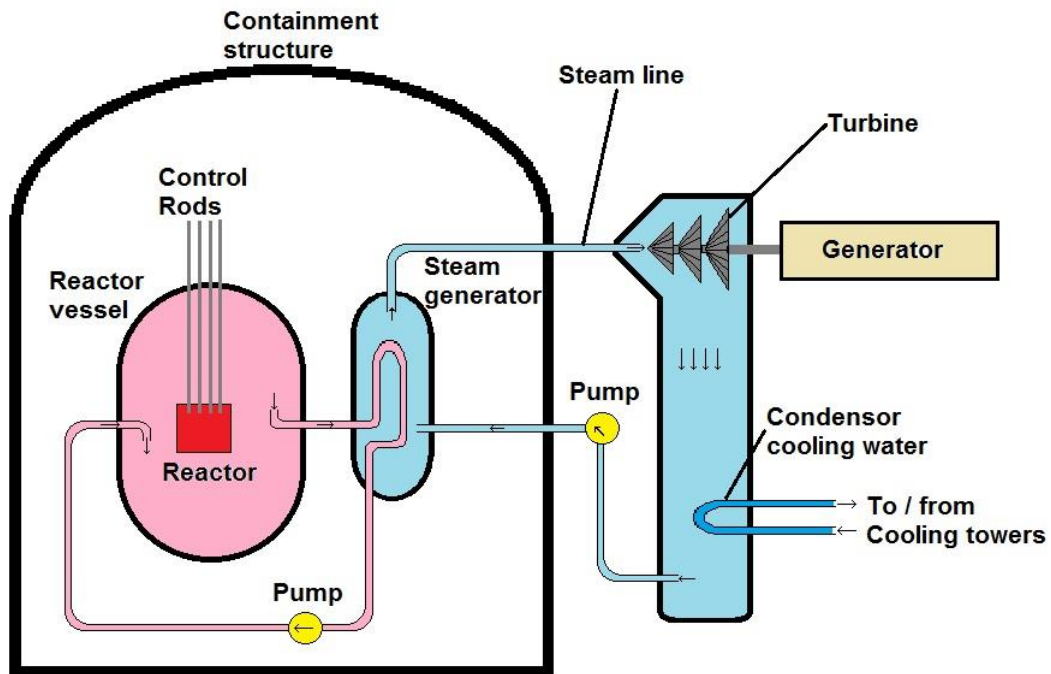 Containment
structure
Steam line
Turbine
Control
Rods
Generator
Reactor
vessel
Steam
generator
Pump
Condensor
cooling water
Reactor
To / from
Cooling towers
Pump